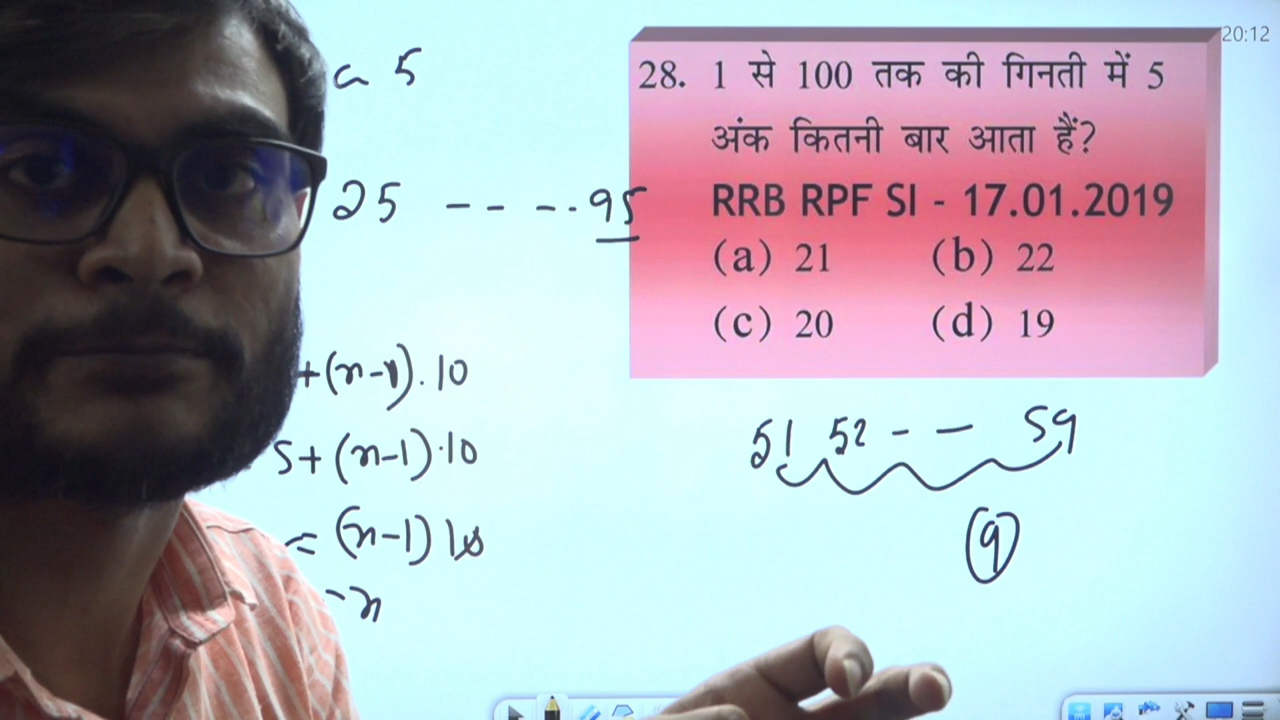 20:12
28. 1 से 100 तक की गिनती में 5
अंक कितनी बार आता हैं?
RRB RPF SI - 17.01.2019
(a) 21 (b) 22
(c) 20 (d) 19
5
25 -- --.. 95
+(n-1).10
5+(n-1).10
= (n-1) 10
-n
51 52 - - 59
9